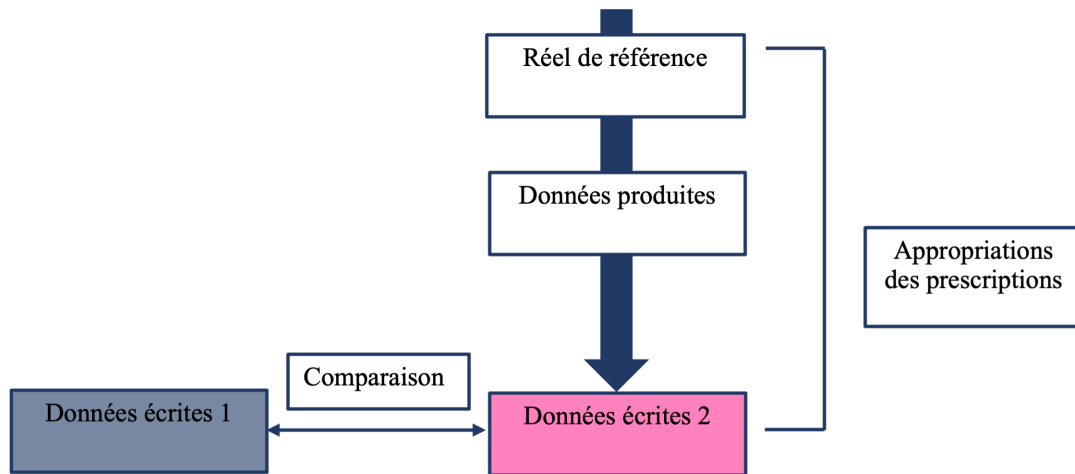 Réel de référence
Données produites
Appropriations
des prescriptions
Comparaison
Données écrites 1
Données écrites 2